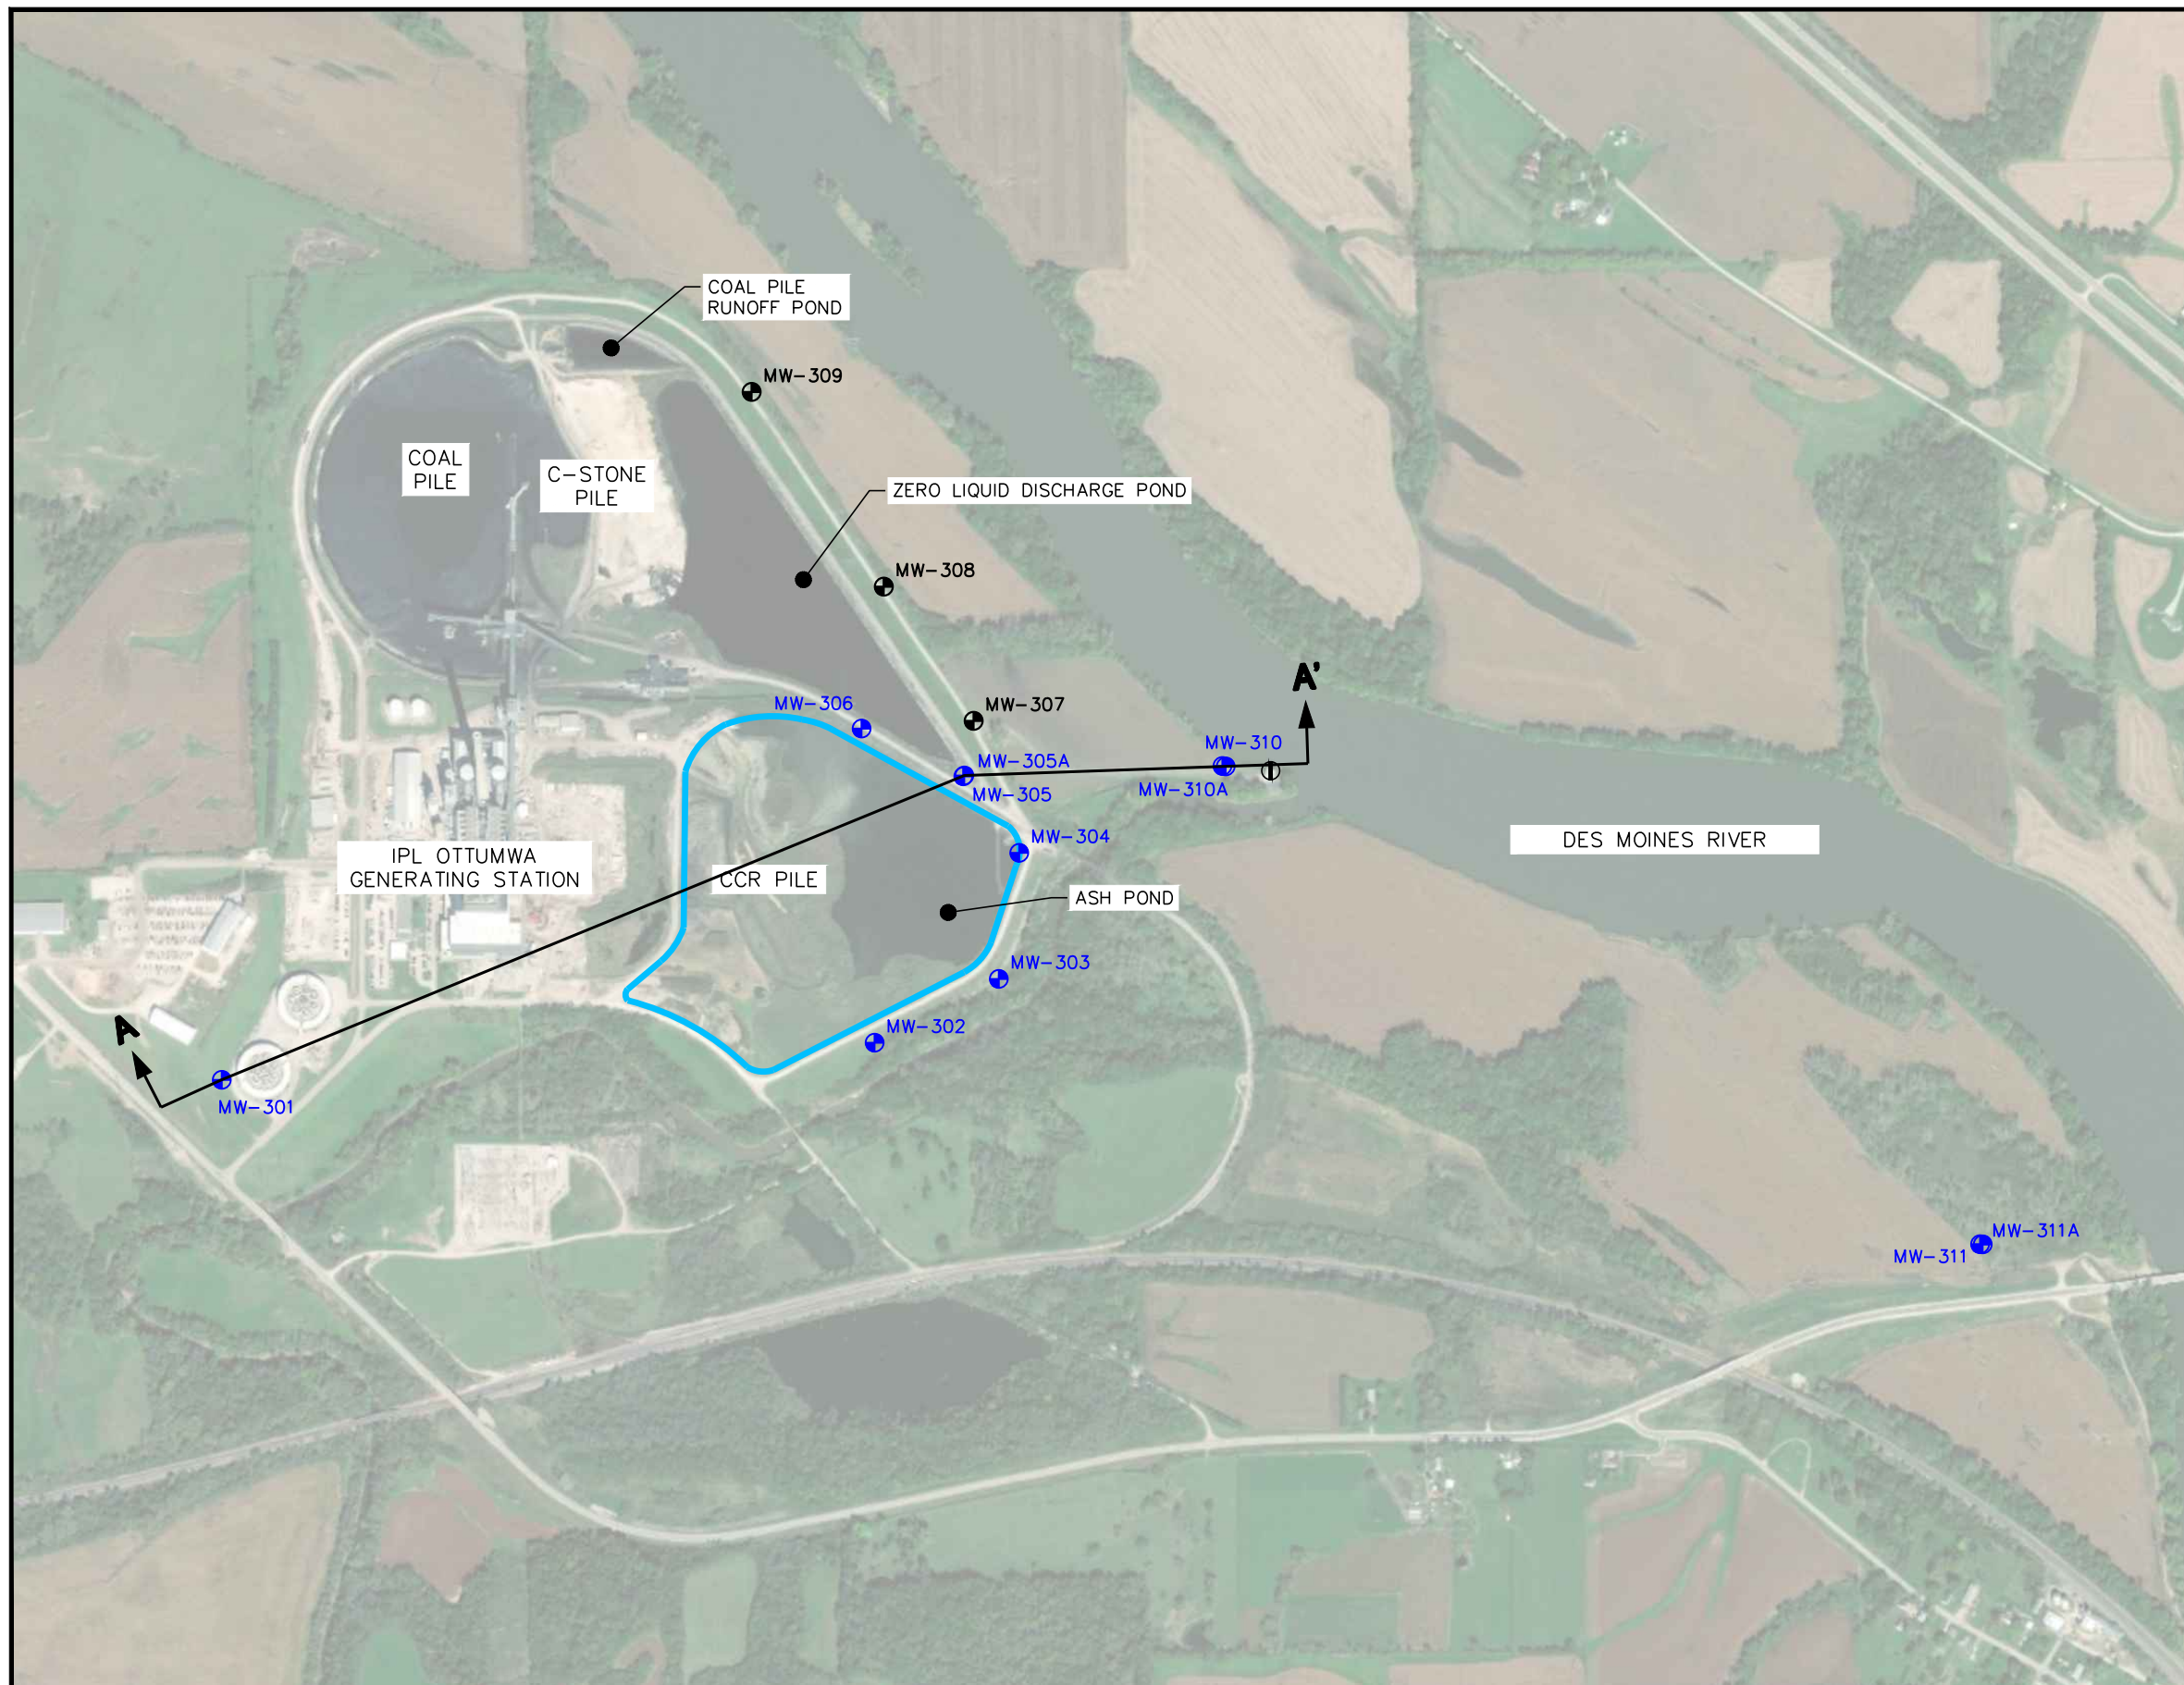 COAL PILE
RUNOFF POND
MW-309
COAL
PILE
C-STONE
PILE
ZERO LIQUID DISCHARGE POND
MW-308
A'
MW-306
MW-307
MW-310
MW-305A
MW-310A
MW-305
MW-304
DES MOINES RIVER
IPL OTTUMWA
GENERATING STATION
CCR PILE
ASH POND
MW-303
MW-302
A
MW-301
MW-311A
MW-311